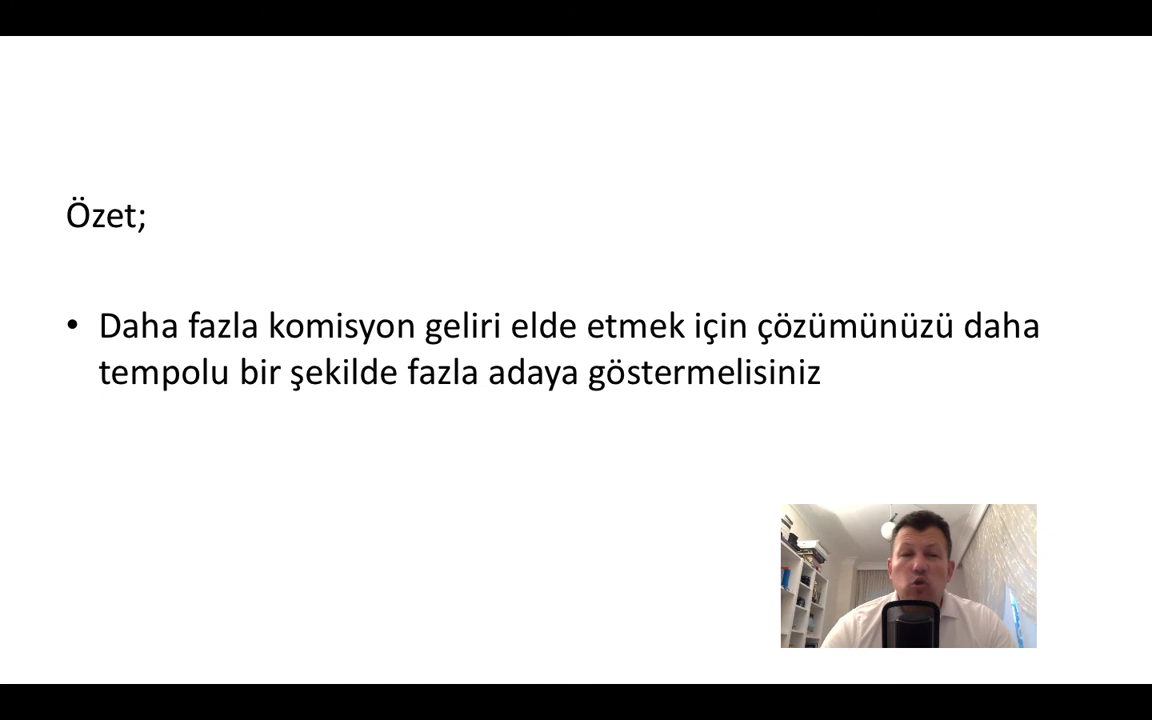 Özet;
• Daha fazla komisyon geliri elde etmek için çözümünüzü daha
tempolu bir şekilde fazla adaya göstermelisiniz